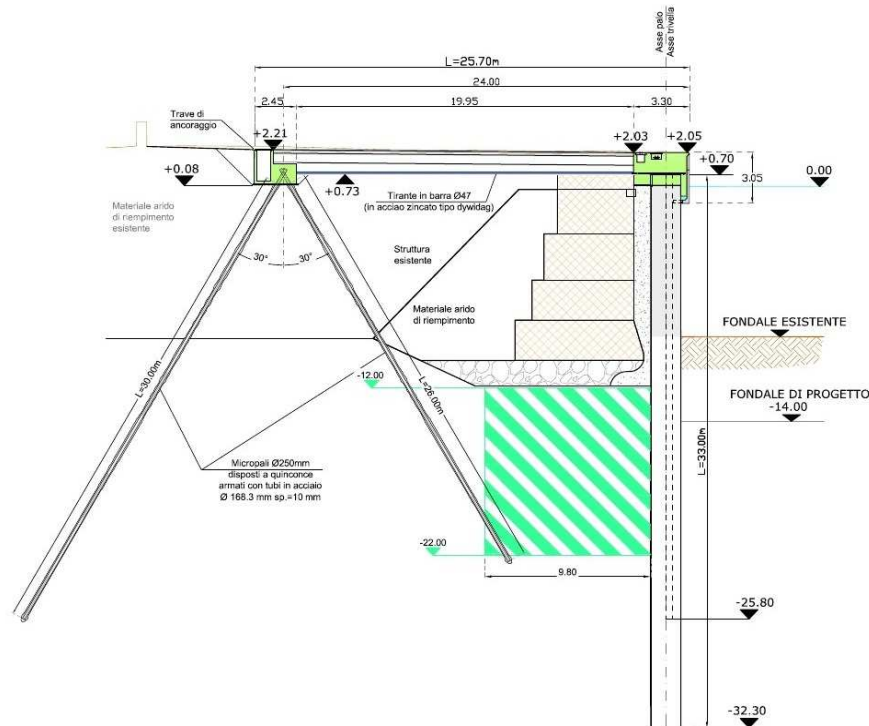 Asse palo
Asse trivella
L=25.70m
24.00
2.45
19.95
3.30
Trave di
ancoraggio
+2.21
+2.03
+2.05
+0.08
+0.73
+0.70
3.05
0.00
Tirante in barra Ø47
(in acciao zincato tipo dywidag)
Materiale arido
di riempimento
esistente
30°
30°
Struttura
esistente
Materiale arido
di riempimento
FONDALE ESISTENTE
-12.00
FONDALE DI PROGETTO
-14.00
L=30.00m
L=26.00m
L=33.00m
Micropali Ø250mm
disposti a quinconce
armati con tubi in acciaio
Ø 168.3 mm sp.=10 mm
-22.00
9.80
-25.80
-32.30